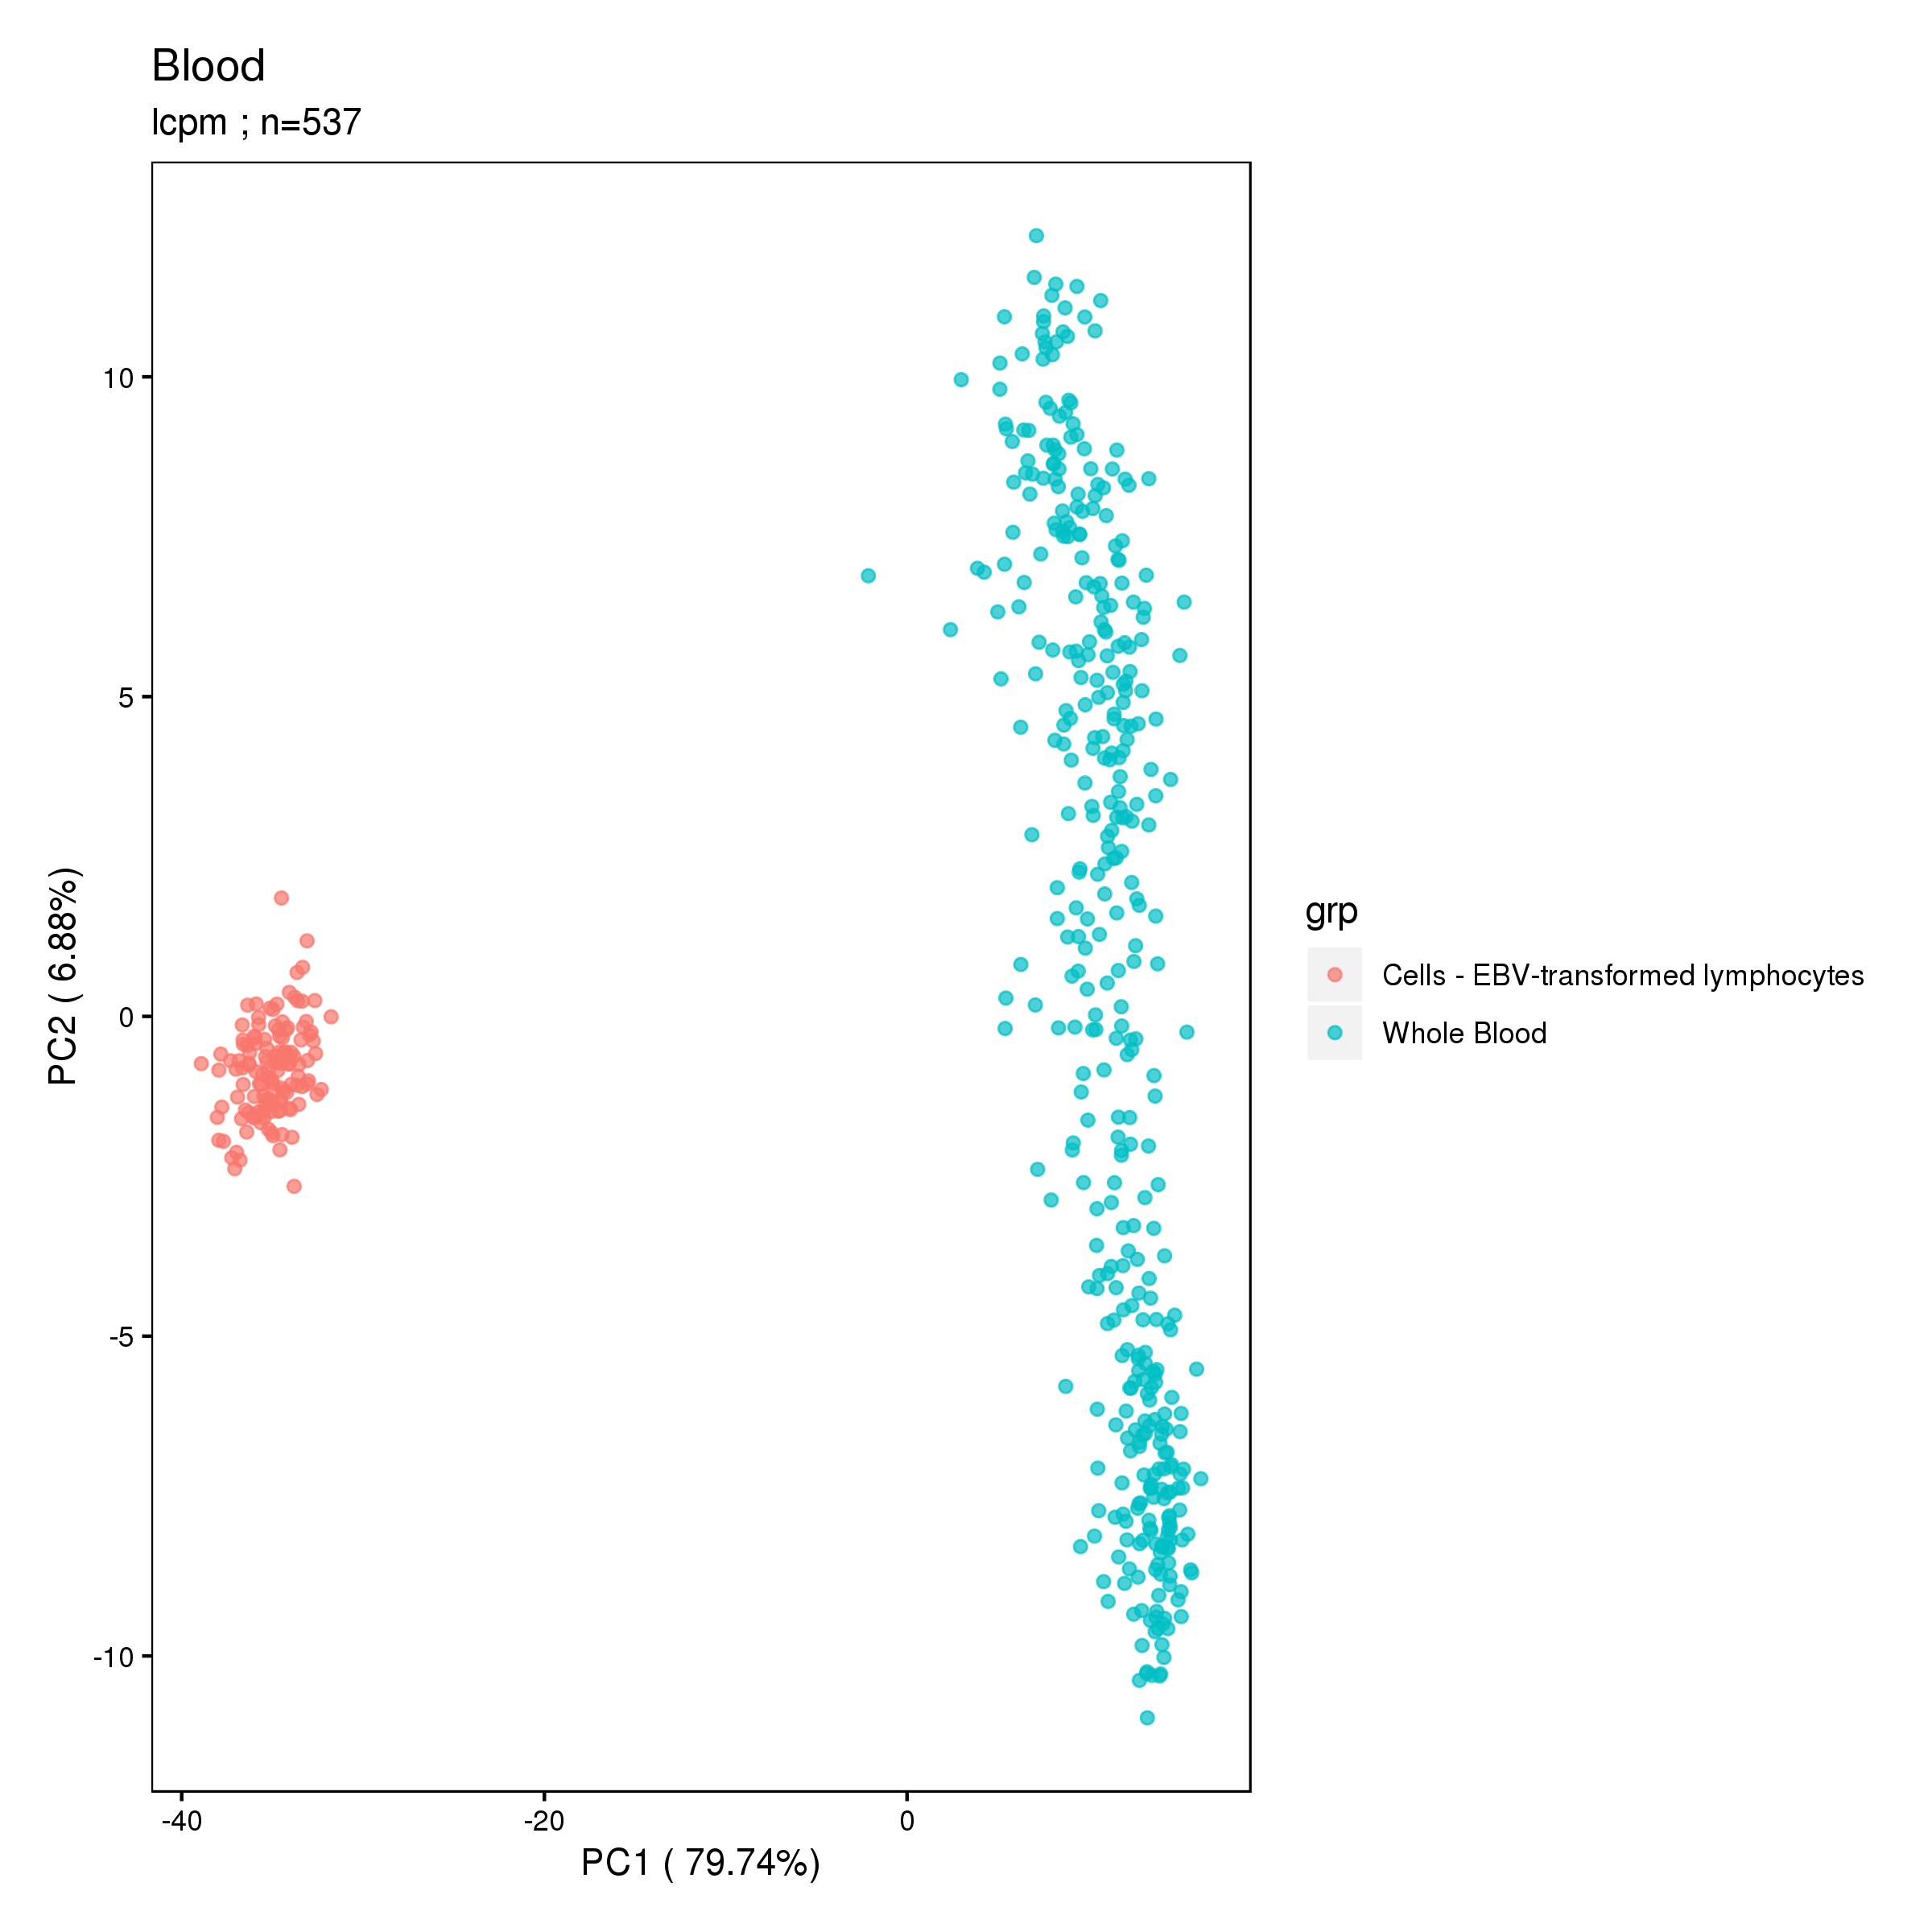 Blood
lcpm ; n=537
10
5
0
-5
-10
PC2 ( 6.88%)
-40
-20
0
PC1 ( 79.74%)
grp
Cells - EBV-transformed lymphocytes
Whole Blood